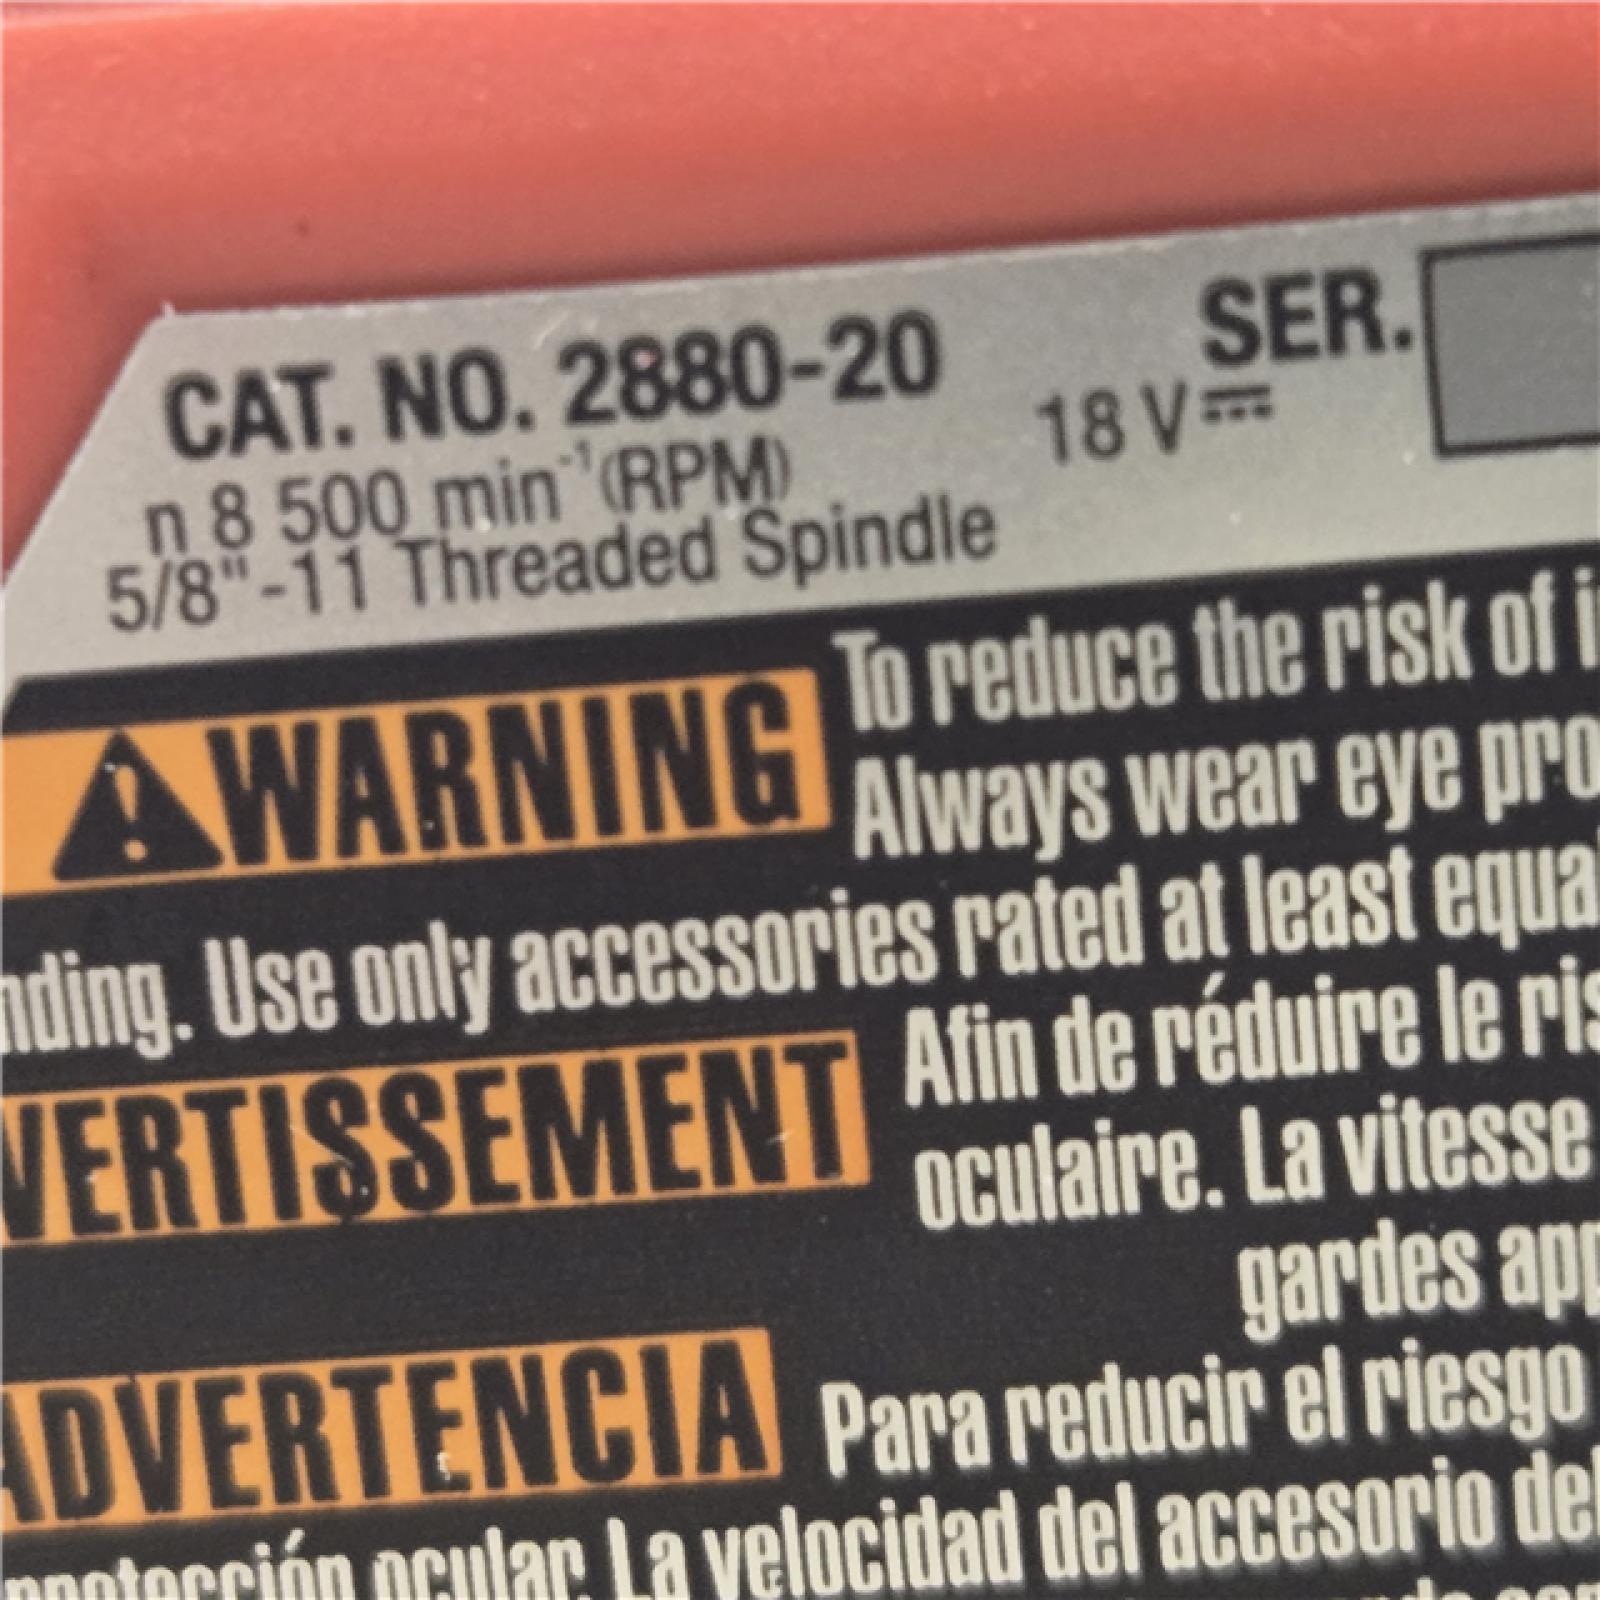 CAT. NO. 2880-20
SER.
n 8 500 min⁻¹ (RPM)
18 V⎓
5/8"-11 Threaded Spindle
WARNING
To reduce the risk of
Always wear eye
Use only accessories rated at least
VERTISSEMENT
Afin de réduire le
oculaire. La vitesse
gardes
ADVERTENCIA
Para reducir el riesgo
protección ocular. La velocidad del accesorio